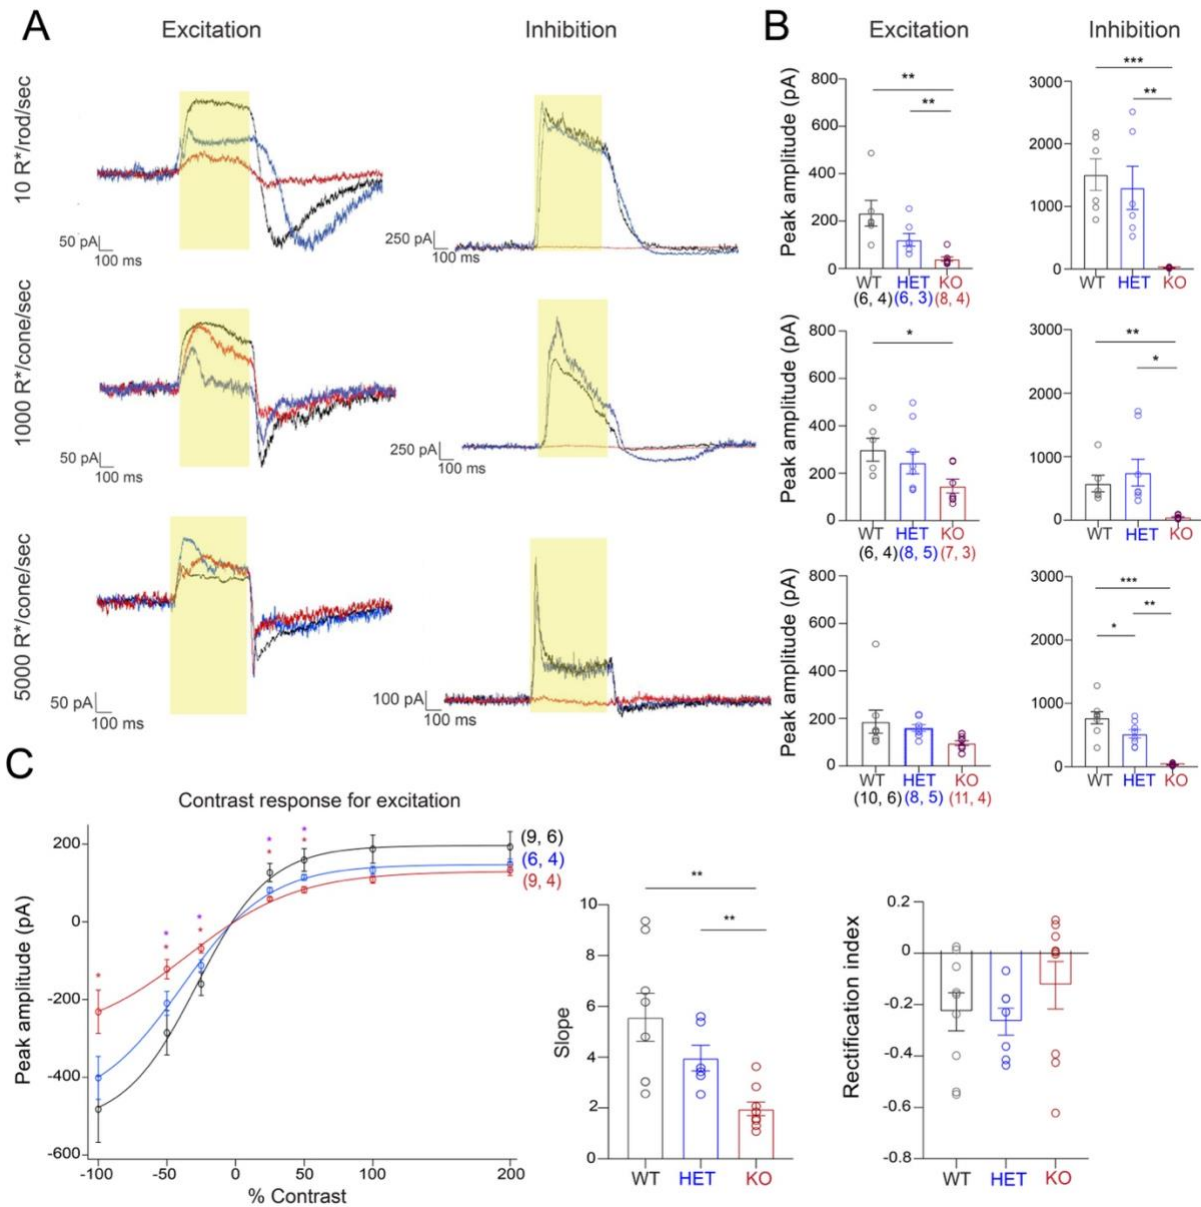 A
Excitation
Inhibition
10 R*/rod/sec
50 pA
100 ms
250 pA
100 ms
1000 R*/cone/sec
50 pA
100 ms
250 pA
100 ms
5000 R*/cone/sec
50 pA
100 ms
100 pA
100 ms
B
Excitation
Inhibition
Peak amplitude (pA)
800
600
400
200
0
**
**
WT
HET
KO
(6, 4)
(6, 3)
(8, 4)
3000
2000
1000
0
***
**
WT
HET
KO
Peak amplitude (pA)
800
600
400
200
0
*
WT
HET
KO
(6, 4)
(8, 5)
(7, 3)
3000
2000
1000
0
**
*
WT
HET
KO
Peak amplitude (pA)
800
600
400
200
0
WT
HET
KO
(10, 6)
(8, 5)
(11, 4)
3000
2000
1000
0
***
**
*
WT
HET
KO
C
Contrast response for excitation
Peak amplitude (pA)
200
0
-200
-400
-600
*
*
*
*
*
*
*
*
*
(9, 6)
(6, 4)
(9, 4)
-100
-50
0
50
100
200
% Contrast
Slope
10
8
6
4
2
0
**
**
WT
HET
KO
Rectification index
0.2
0
-0.2
-0.4
-0.6
-0.8
WT
HET
KO